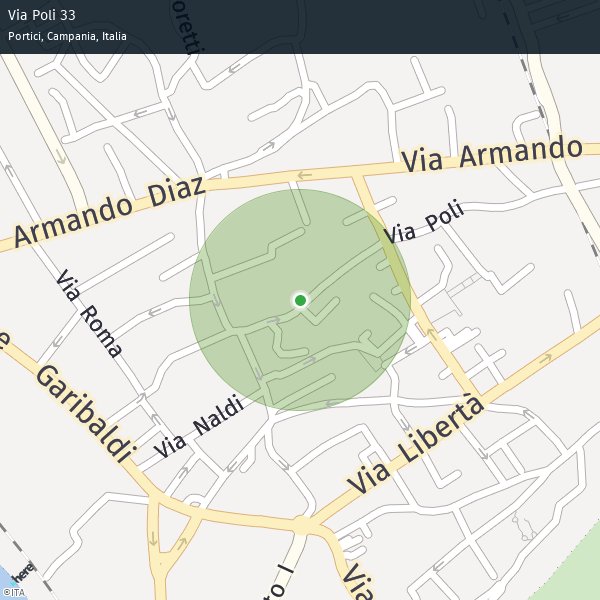 Via Poli 33
Portici, Campania, Italia
oretti
Via Armando
Armando Diaz
Via Poli
Via Roma
e
Garibaldi
Via Naldi
Via Libertà
to I
Via
here
©ITA